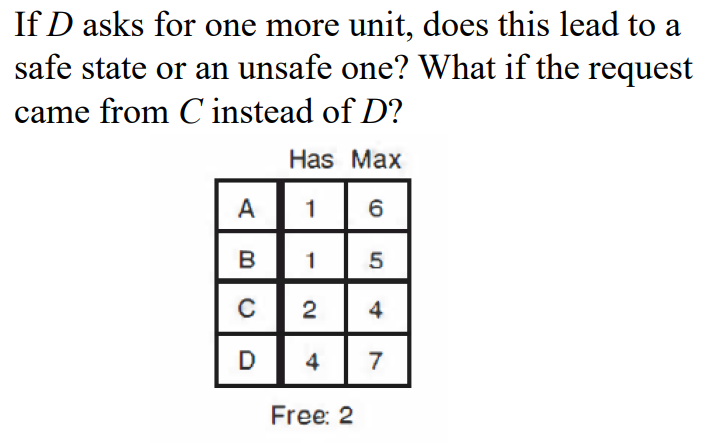 If D asks for one more unit, does this lead to a
safe state or an unsafe one? What if the request
came from C instead of D?
Has Max
A 1 6
B 1 5
C 2 4
D 4 7
Free: 2